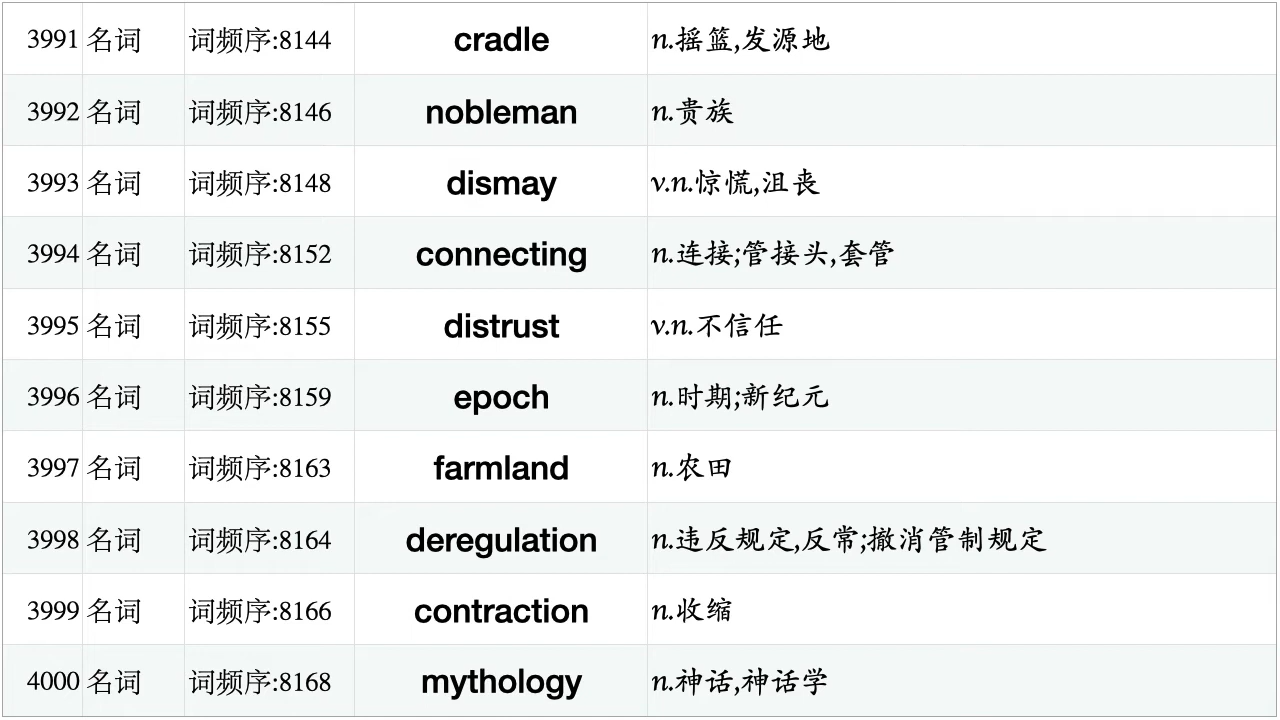 3991 名词 词频序:8144 cradle n.摇篮,发源地
3992 名词 词频序:8146 nobleman n.贵族
3993 名词 词频序:8148 dismay v.n.惊慌,沮丧
3994 名词 词频序:8152 connecting n.连接;管接头,套管
3995 名词 词频序:8155 distrust v.n.不信任
3996 名词 词频序:8159 epoch n.时期;新纪元
3997 名词 词频序:8163 farmland n.农田
3998 名词 词频序:8164 deregulation n.违反规定,反常;撤消管制规定
3999 名词 词频序:8166 contraction n.收缩
4000 名词 词频序:8168 mythology n.神话,神话学